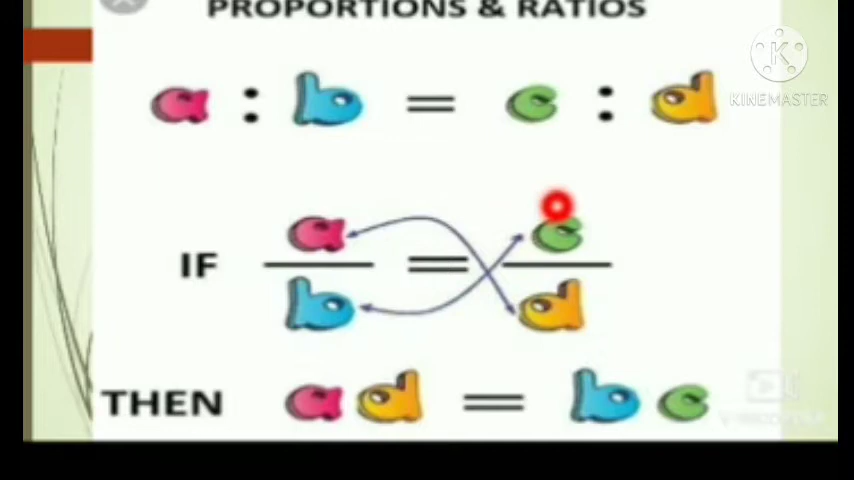 PROPORTIONS & RATIOS
K
KINEMASTER
a : b = c : d
IF a/b = c/d
THEN ad = bc